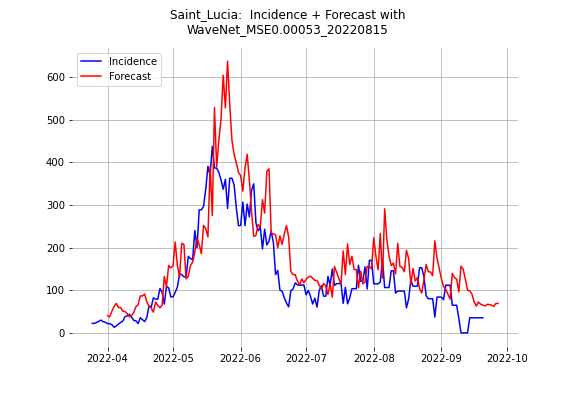 Saint_Lucia:  Incidence + Forecast with
WaveNet_MSE0.00053_20220815
Incidence
Forecast
600
500
400
300
200
100
0
2022-04 2022-05 2022-06 2022-07 2022-08 2022-09 2022-10